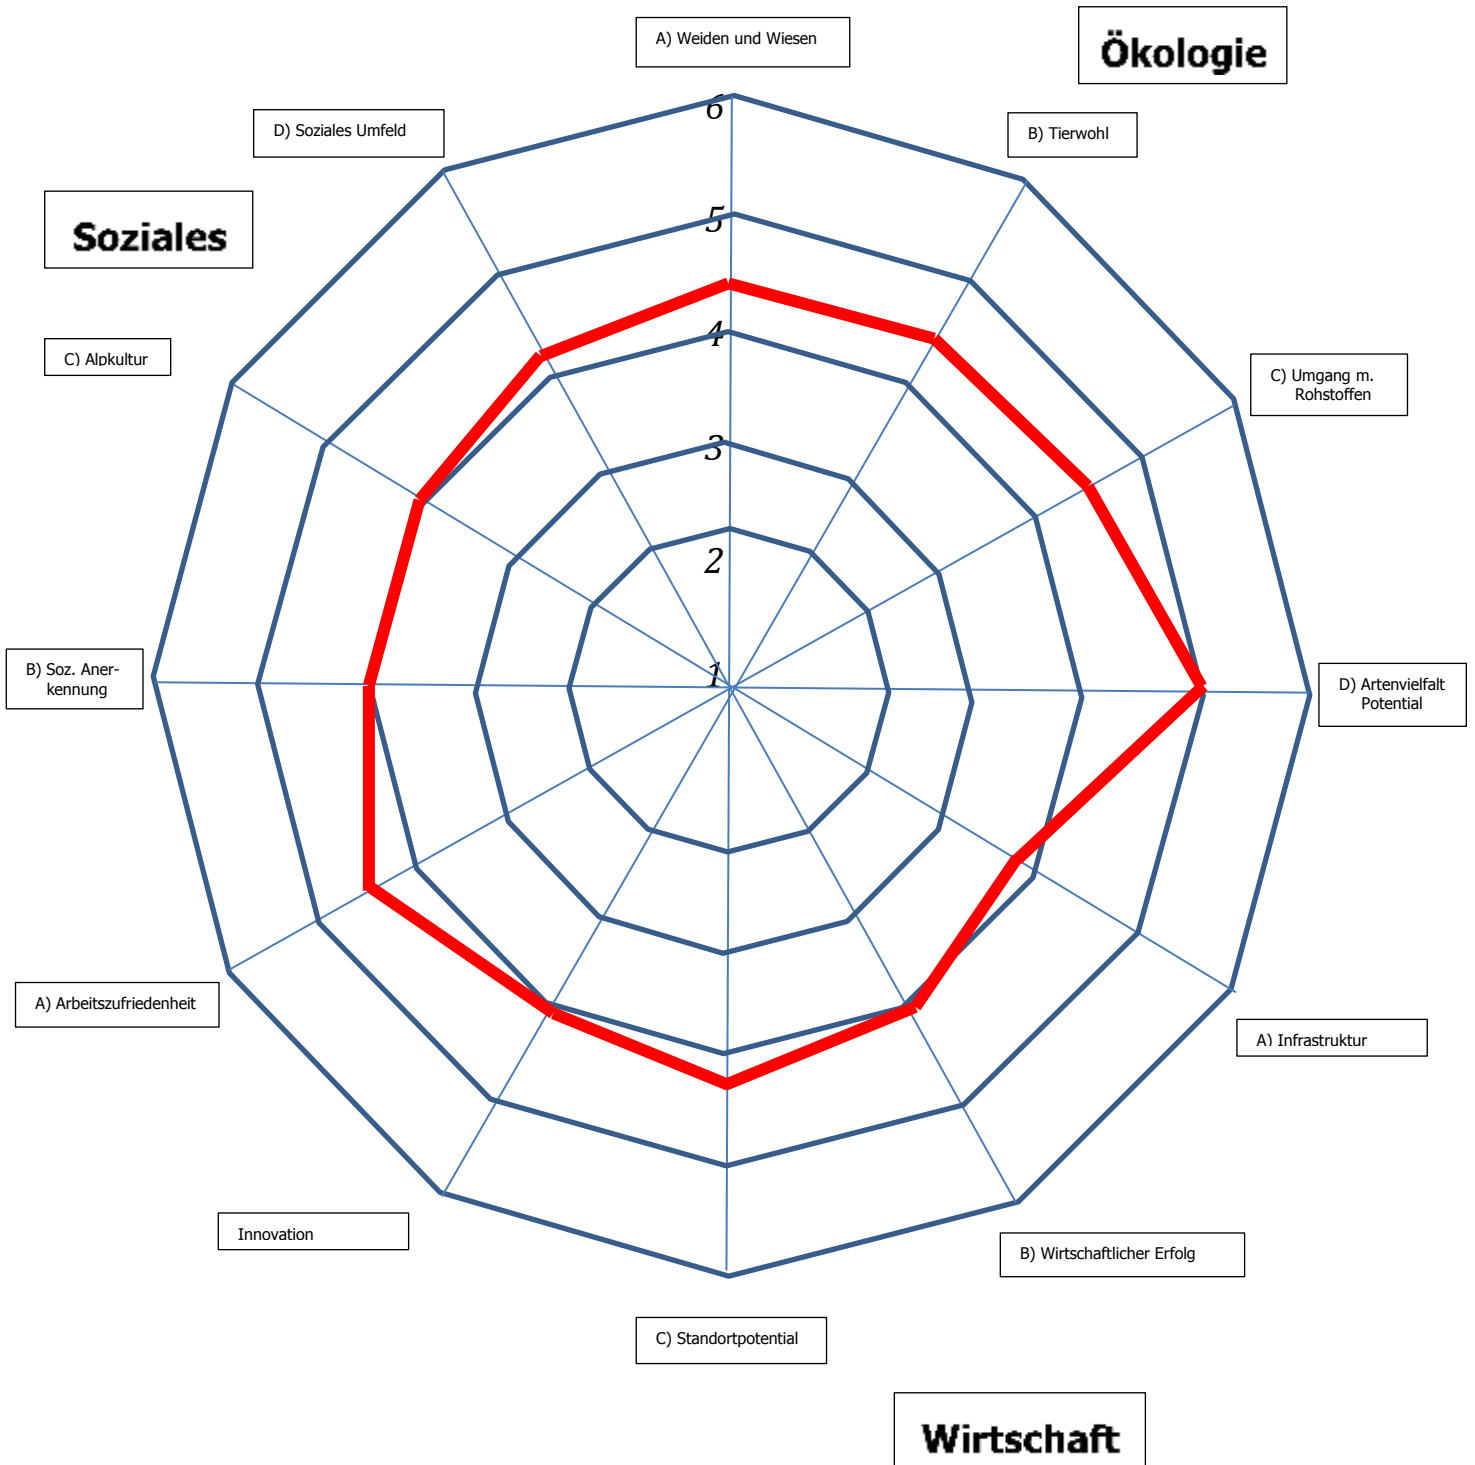 Ökologie
A) Weiden und Wiesen
B) Tierwohl
D) Soziales Umfeld
Soziales
C) Alpkultur
C) Umgang m.
Rohstoffen
6
5
4
3
2
1
B) Soz. Aner-
kennung
D) Artenvielfalt
Potential
A) Arbeitszufriedenheit
A) Infrastruktur
Innovation
B) Wirtschaftlicher Erfolg
C) Standortpotential
Wirtschaft